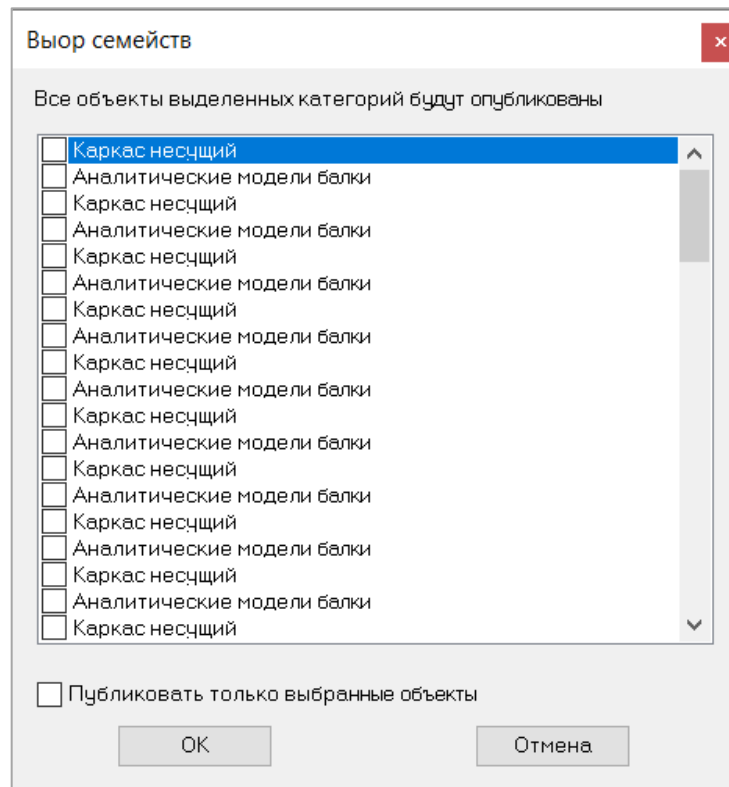 Выор семейств
Все объекты выделенных категорий будут опубликованы
Каркас несущий
Аналитические модели балки
Каркас несущий
Аналитические модели балки
Каркас несущий
Аналитические модели балки
Каркас несущий
Аналитические модели балки
Каркас несущий
Аналитические модели балки
Каркас несущий
Аналитические модели балки
Каркас несущий
Аналитические модели балки
Каркас несущий
Аналитические модели балки
Каркас несущий
Аналитические модели балки
Каркас несущий
Публиковать только выбранные объекты
ОК Отмена